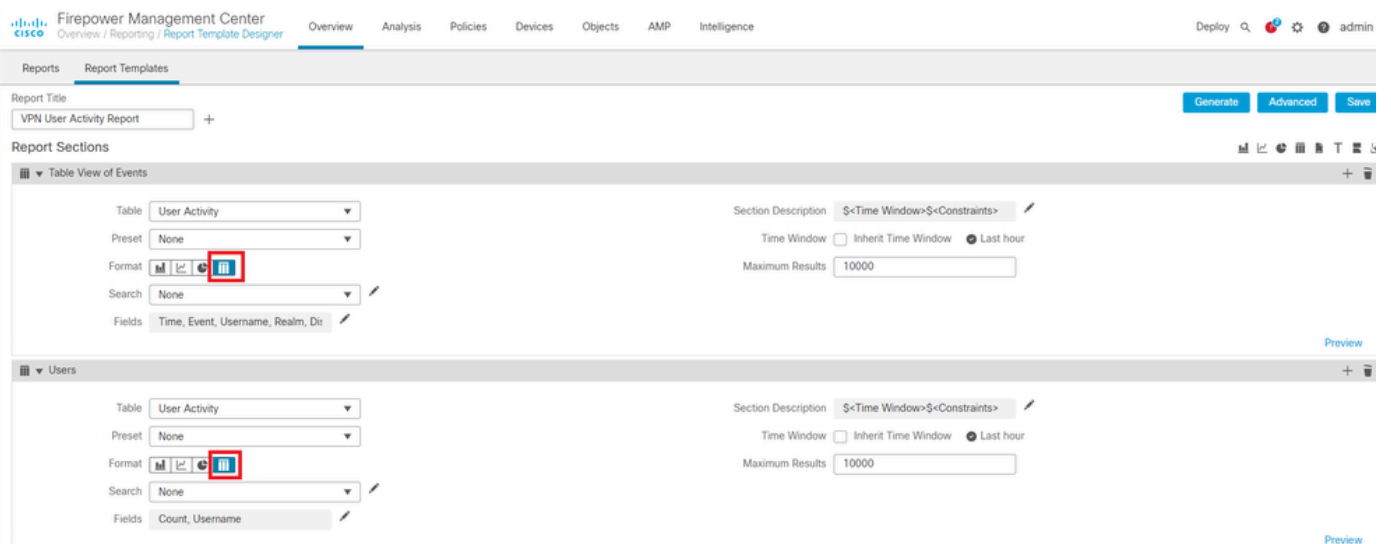 Firepower Management Center
CISCO Overview / Reporting / Report Template Designer
Overview Analysis Policies Devices Objects AMP Intelligence Deploy admin
Reports Report Templates
Report Title
Generate Advanced Save
VPN User Activity Report
Report Sections
Table View of Events
Table User Activity Section Description $<Time Window>$<Constraints>
Preset None Time Window Inherit Time Window Last hour
Format Maximum Results 10000
Search None
Fields Time, Event, Username, Realm, Dis
Preview
Users
Table User Activity Section Description $<Time Window>$<Constraints>
Preset None Time Window Inherit Time Window Last hour
Format Maximum Results 10000
Search None
Fields Count, Username
Preview